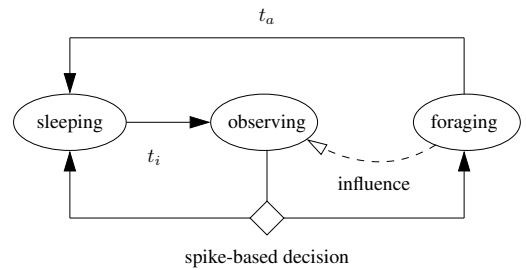 t_a
sleeping
observing
foraging
t_i
influence
spike-based decision